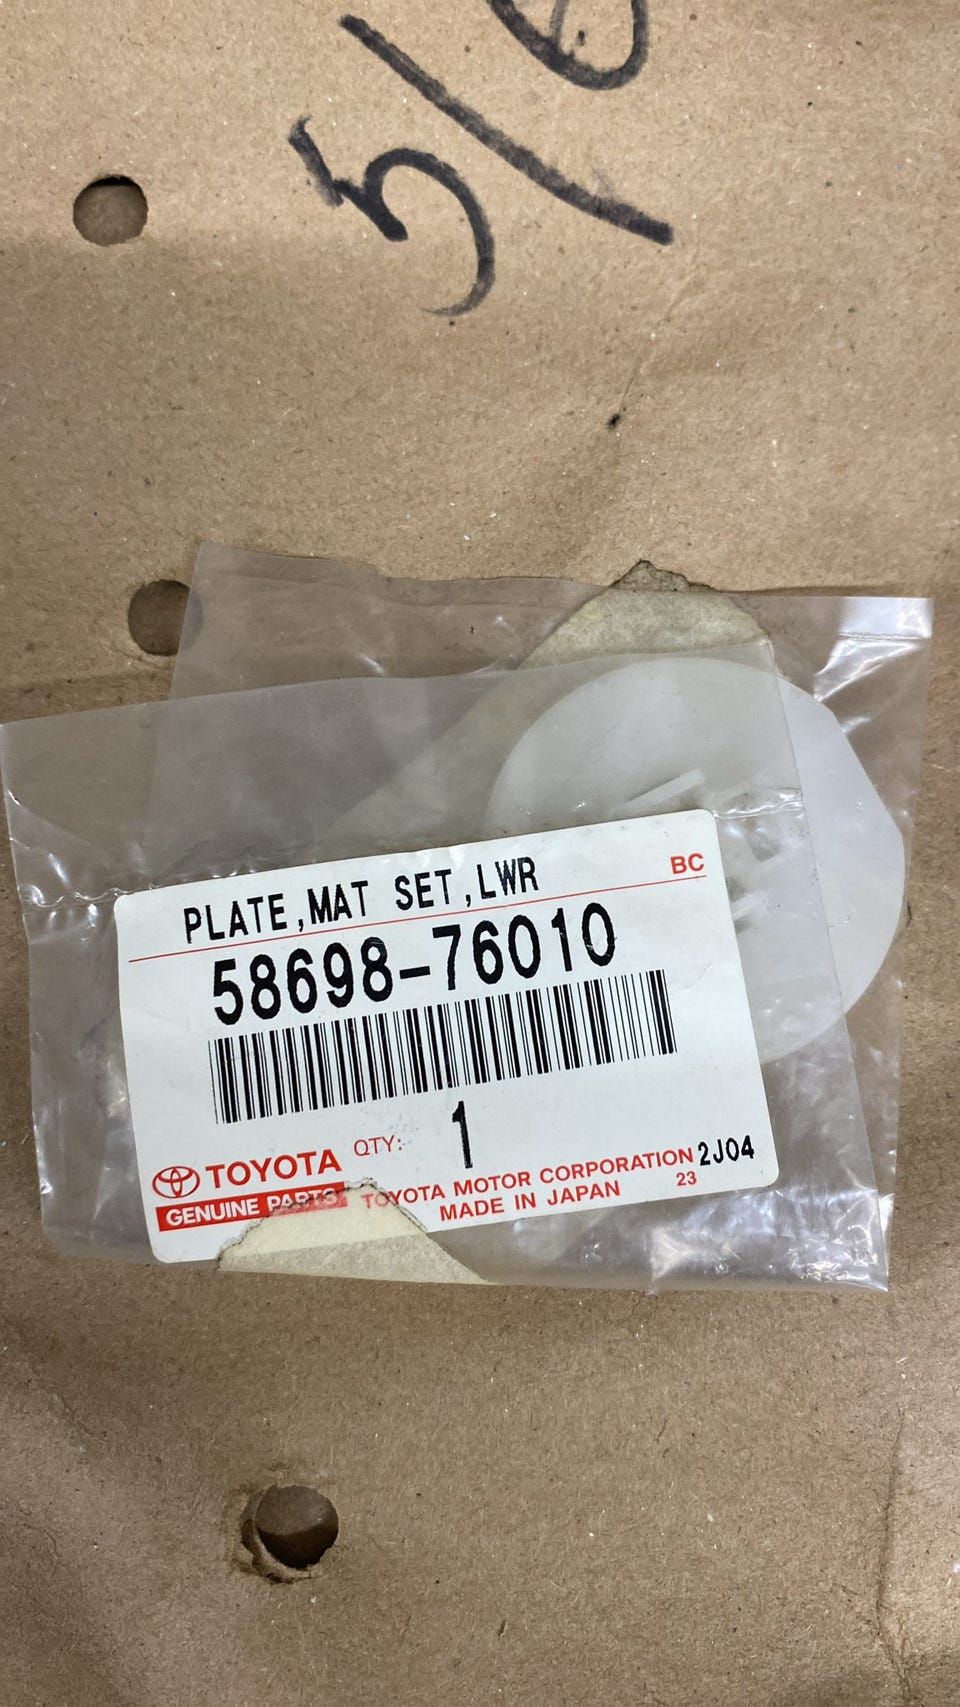 5/
PLATE,MAT SET,LWR
BC
58698-76010
QTY: 1
TOYOTA
GENUINE PARTS
TOYOTA MOTOR CORPORATION 2J04
MADE IN JAPAN 23